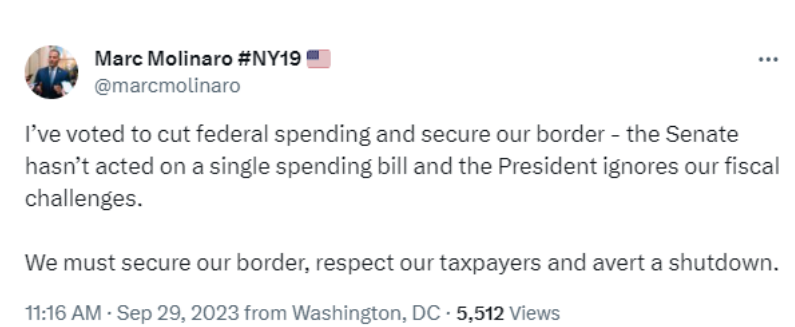 Marc Molinaro #NY19 🇺🇸
@marcmolinaro
I’ve voted to cut federal spending and secure our border - the Senate
hasn’t acted on a single spending bill and the President ignores our fiscal
challenges.
We must secure our border, respect our taxpayers and avert a shutdown.
11:16 AM · Sep 29, 2023 from Washington, DC · 5,512 Views